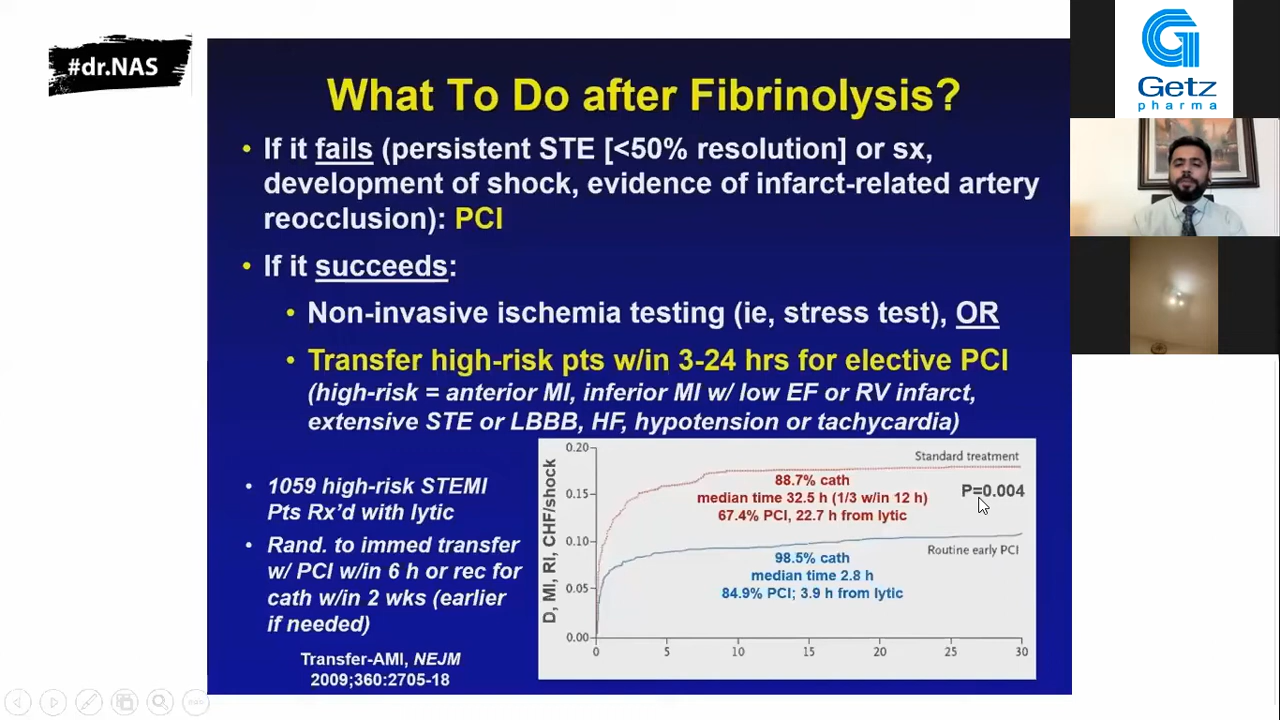 #dr.NAS
Getz
pharma
What To Do after Fibrinolysis?
• If it fails (persistent STE [<50% resolution] or sx,
development of shock, evidence of infarct-related artery
reocclusion): PCI
• If it succeeds:
• Non-invasive ischemia testing (ie, stress test), OR
• Transfer high-risk pts w/in 3-24 hrs for elective PCI
(high-risk = anterior MI, inferior MI w/ low EF or RV infarct,
extensive STE or LBBB, HF, hypotension or tachycardia)
• 1059 high-risk STEMI
Pts Rx'd with lytic
• Rand. to immed transfer
w/ PCI w/in 6 h or rec for
cath w/in 2 wks (earlier
if needed)
Transfer-AMI, NEJM
2009;360:2705-18
D, MI, RI, CHF/shock
0.20
0.15
0.10
0.05
0.00
0 5 10 15 20 25 30
Standard treatment
88.7% cath
median time 32.5 h (1/3 w/in 12 h)
67.4% PCI, 22.7 h from lytic
P=0.004
Routine early PCI
98.5% cath
median time 2.8 h
84.9% PCI; 3.9 h from lytic